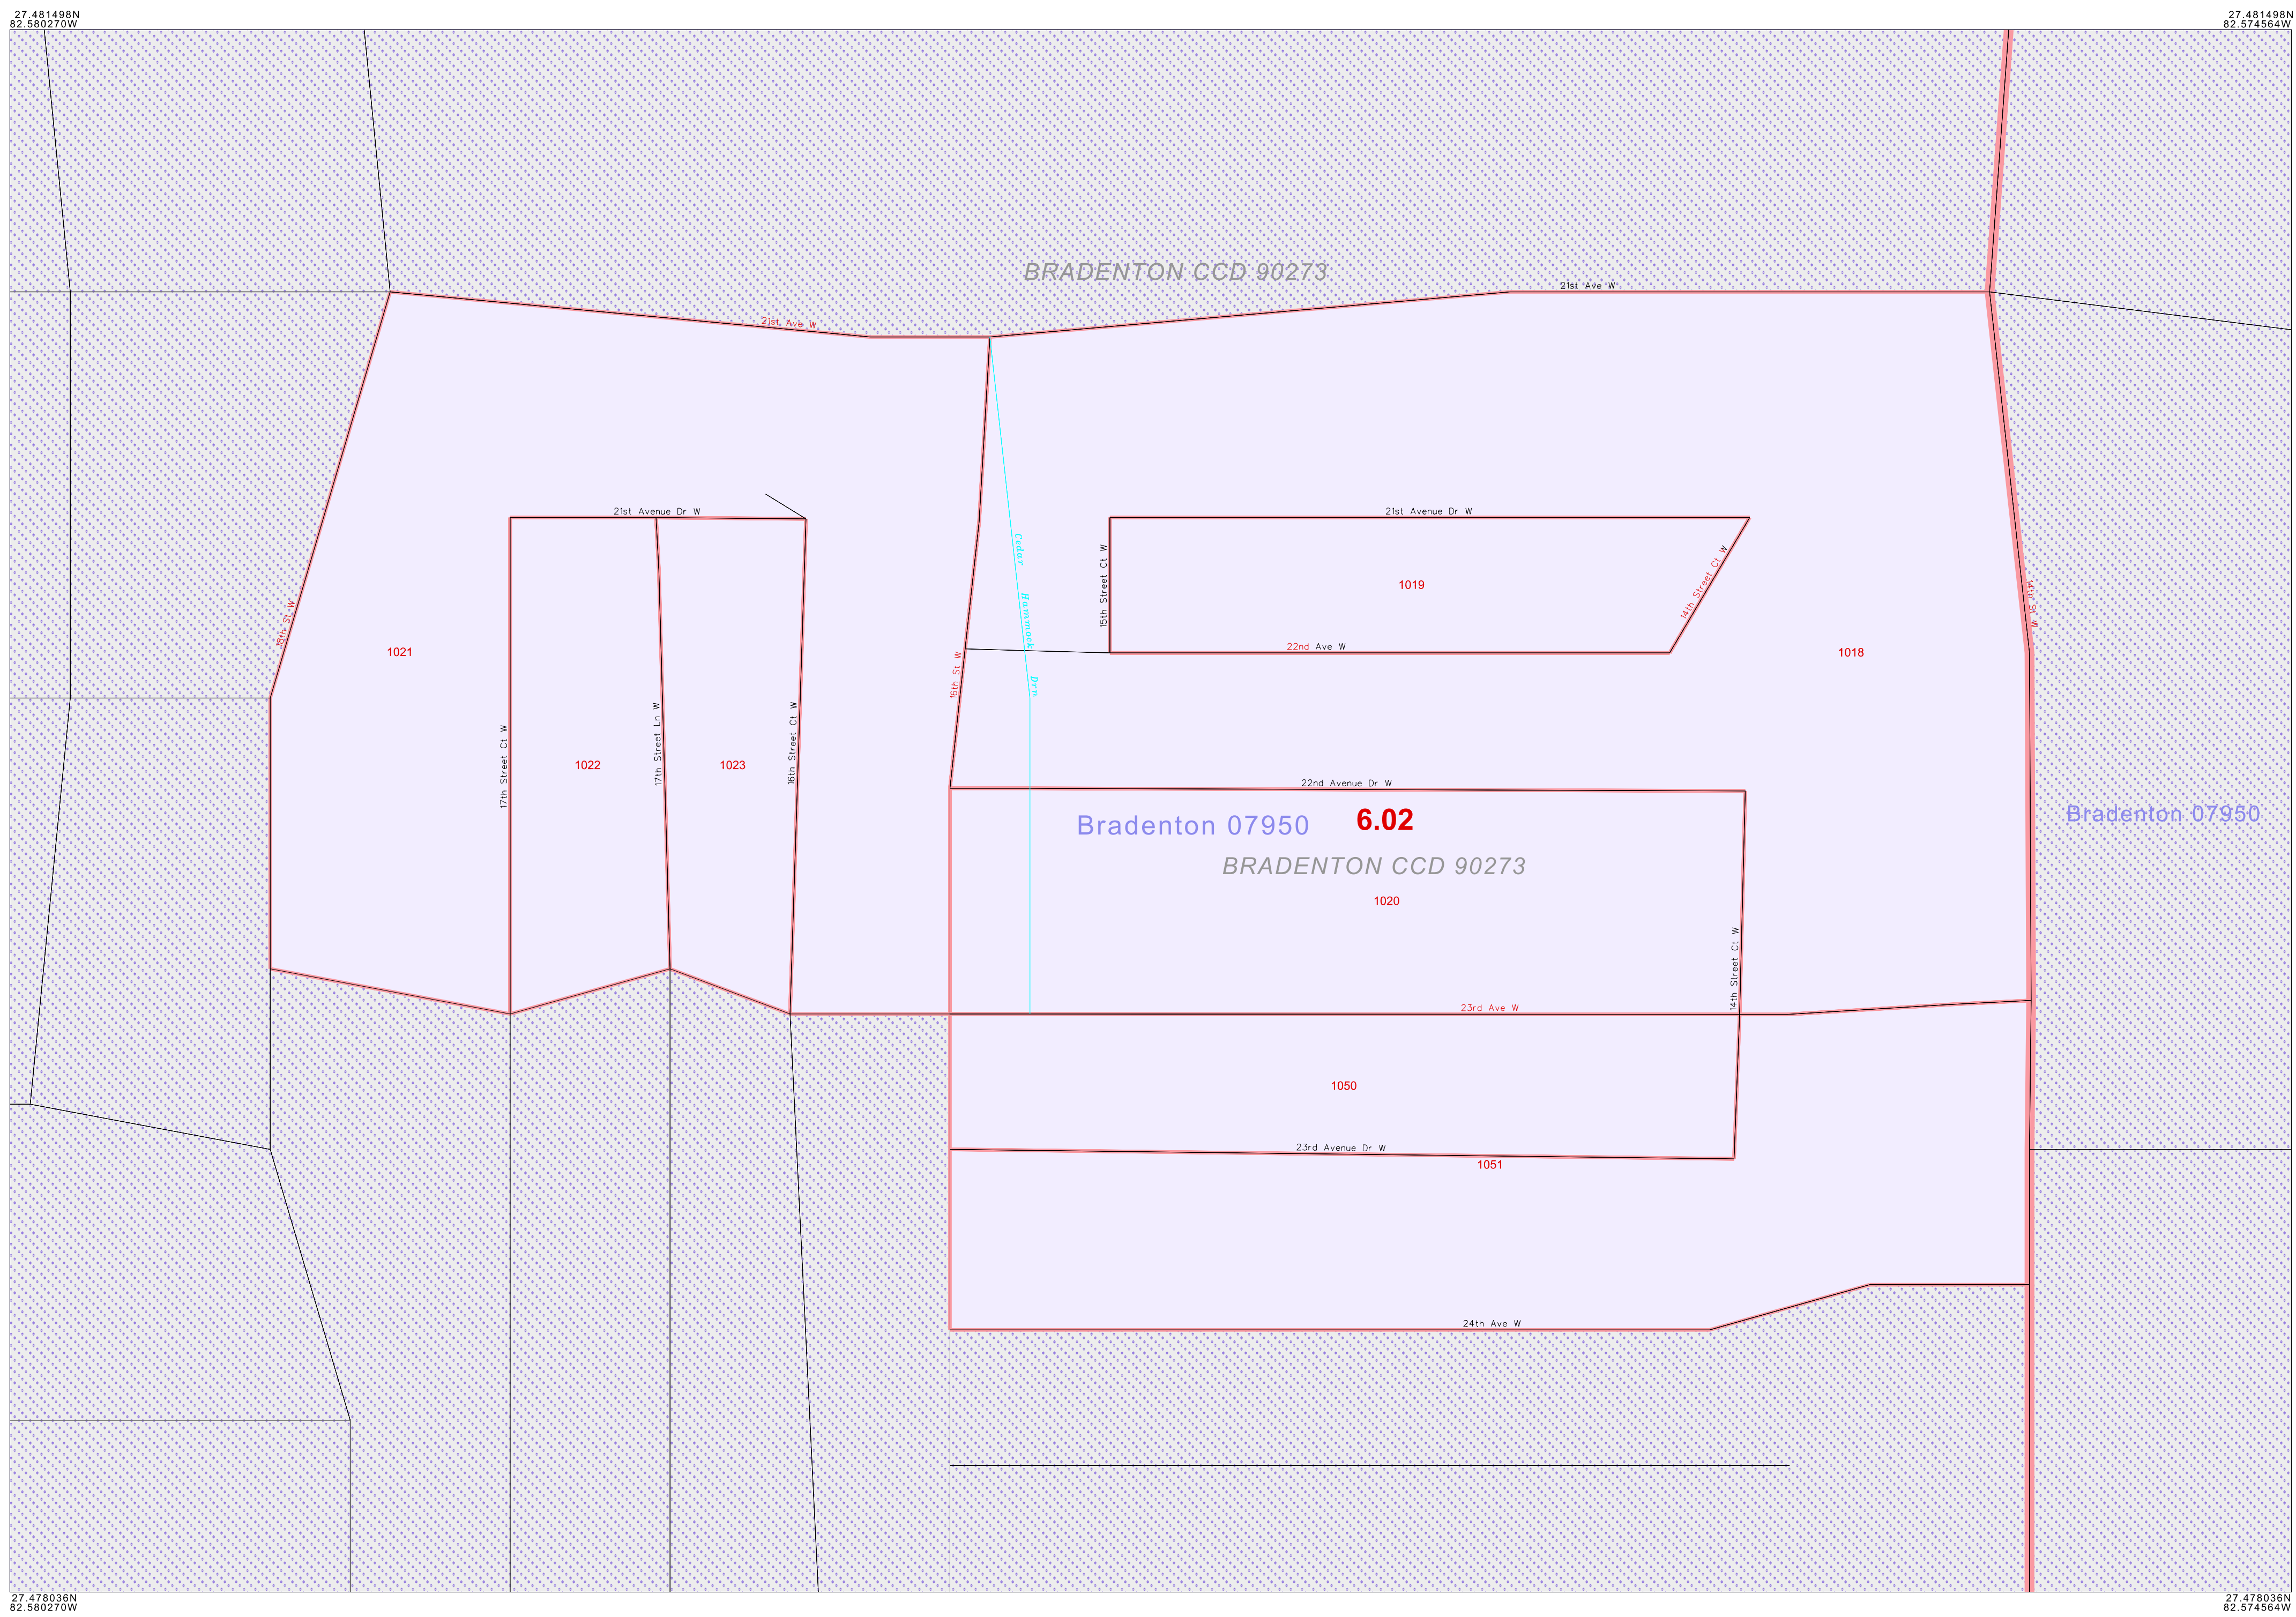 27.481498N
82.580270W
27.481498N
82.574564W
BRADENTON CCD 90273
21st Ave W
21st Ave W
21st Avenue Dr W
21st Avenue Dr W
Cedar Hammock Brn
15th Street Ct W
14th Street Ct W
1019
14th St W
18th St W
1021
22nd Ave W
16th St W
1018
17th Street Ct W
17th Street Ln W
16th Street Ct W
1022
1023
22nd Avenue Dr W
Bradenton 07950
6.02
Bradenton 07950
BRADENTON CCD 90273
1020
14th Street Ct W
23rd Ave W
1050
23rd Avenue Dr W
1051
24th Ave W
27.478036N
82.580270W
27.478036N
82.574564W